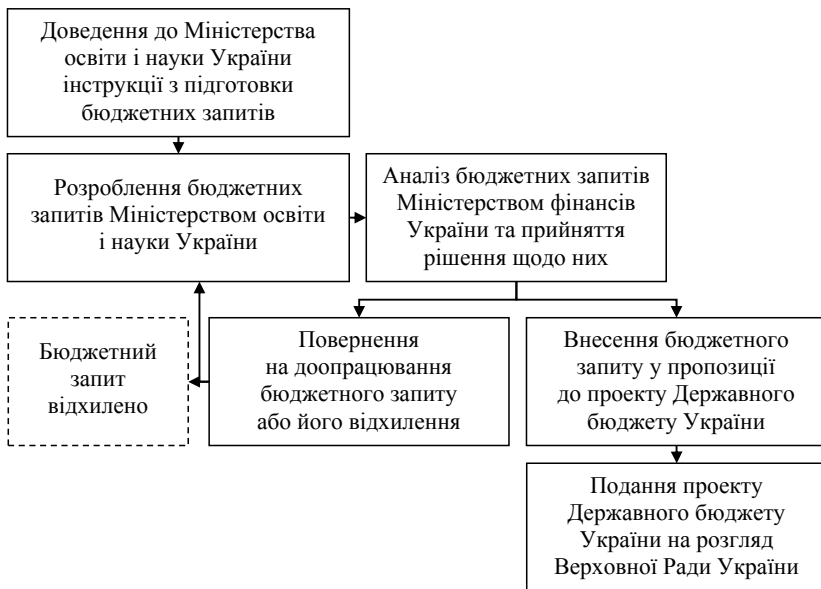 Доведення до Міністерства
освіти і науки України
інструкції з підготовки
бюджетних запитів
Розроблення бюджетних
запитів Міністерством освіти
і науки України
Аналіз бюджетних запитів
Міністерством фінансів
України та прийняття
рішення щодо них
Бюджетний
запит
відхилено
Повернення
на доопрацювання
бюджетного запиту
або його відхилення
Внесення бюджетного
запиту у пропозиції
до проекту Державного
бюджету України
Подання проекту
Державного бюджету
України на розгляд
Верховної Ради України